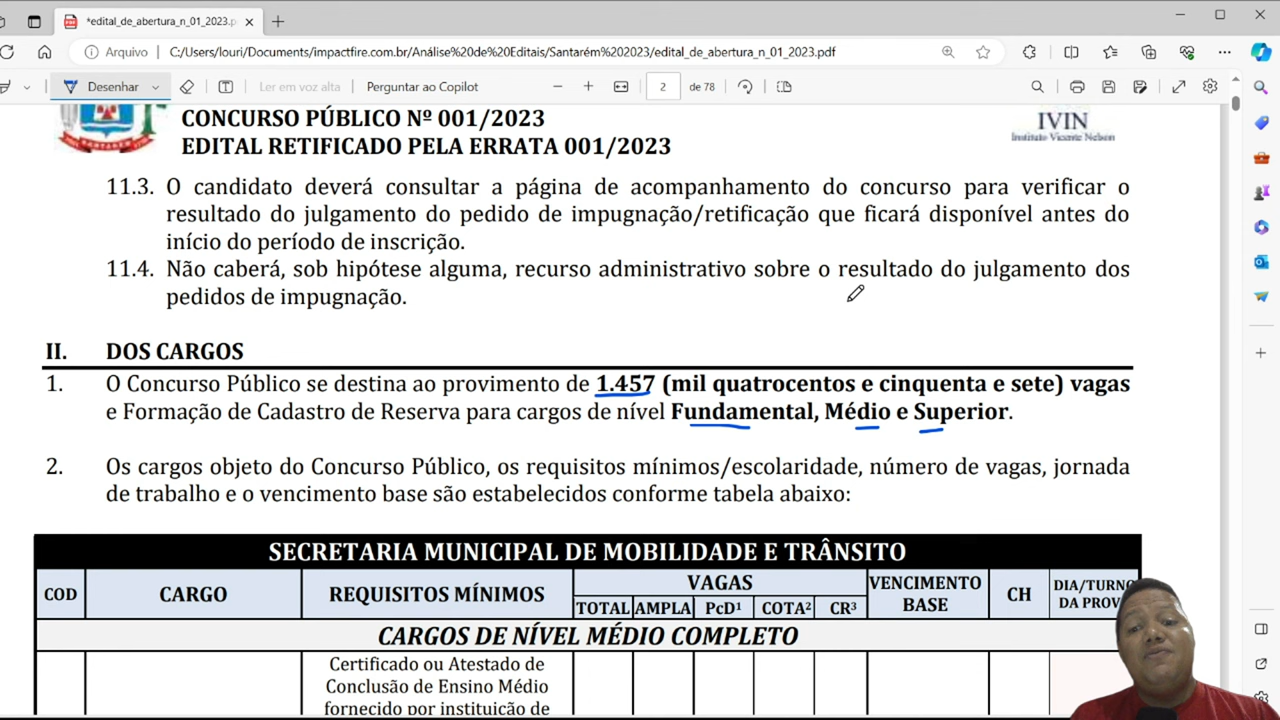 *edital_de_abertura_n_01_2023.p
Arquivo
C:/Users/louri/Documents/impactfire.com.br/Análise%20de%20Editais/Santarém%202023/edital_de_abertura_n_01_2023.pdf
Desenhar
Ler em voz alta
Perguntar ao Copilot
2 de 78
CONCURSO PÚBLICO Nº 001/2023
EDITAL RETIFICADO PELA ERRATA 001/2023
IVIN
Instituto Vicente Nelson
11.3. O candidato deverá consultar a página de acompanhamento do concurso para verificar o
resultado do julgamento do pedido de impugnação/retificação que ficará disponível antes do
início do período de inscrição.
11.4. Não caberá, sob hipótese alguma, recurso administrativo sobre o resultado do julgamento dos
pedidos de impugnação.
II. DOS CARGOS
1. O Concurso Público se destina ao provimento de 1.457 (mil quatrocentos e cinquenta e sete) vagas
e Formação de Cadastro de Reserva para cargos de nível Fundamental, Médio e Superior.
2. Os cargos objeto do Concurso Público, os requisitos mínimos/escolaridade, número de vagas, jornada
de trabalho e o vencimento base são estabelecidos conforme tabela abaixo:
SECRETARIA MUNICIPAL DE MOBILIDADE E TRÂNSITO
COD
CARGO
REQUISITOS MÍNIMOS
VAGAS
TOTAL AMPLA PcD¹ COTA² CR³
VENCIMENTO
BASE
CH
DIA/TURNO
DA PROV
CARGOS DE NÍVEL MÉDIO COMPLETO
Certificado ou Atestado de
Conclusão de Ensino Médio
fornecido por instituição de